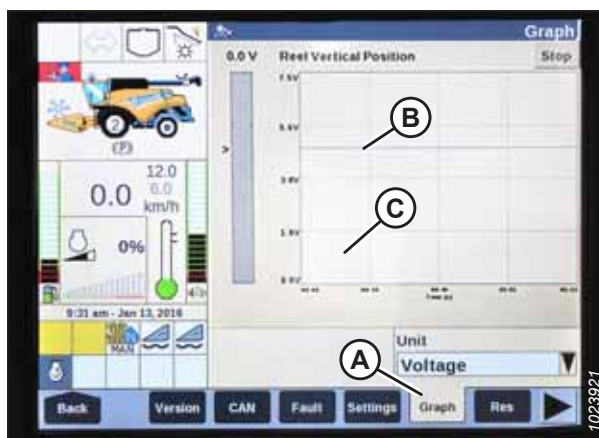 Graph
0.0 V
Reel Vertical Position
Stop
B
2
(P)
12.0
0.0
0.0
km/h
C
0%
9:31 am - Jan 13, 2016
MAN
Unit
A
Voltage
Back
Version
CAN
Fault
Settings
Graph
Res
1023921